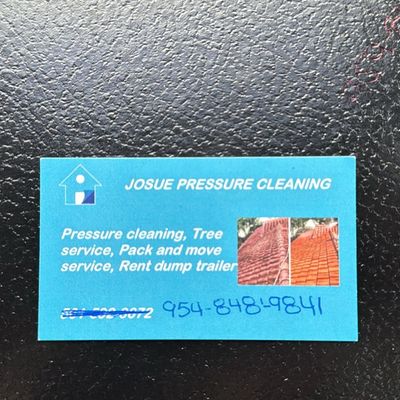 JOSUE PRESSURE CLEANING
Pressure cleaning, Tree
service, Pack and move
service, Rent dump trailer
954-848-9841